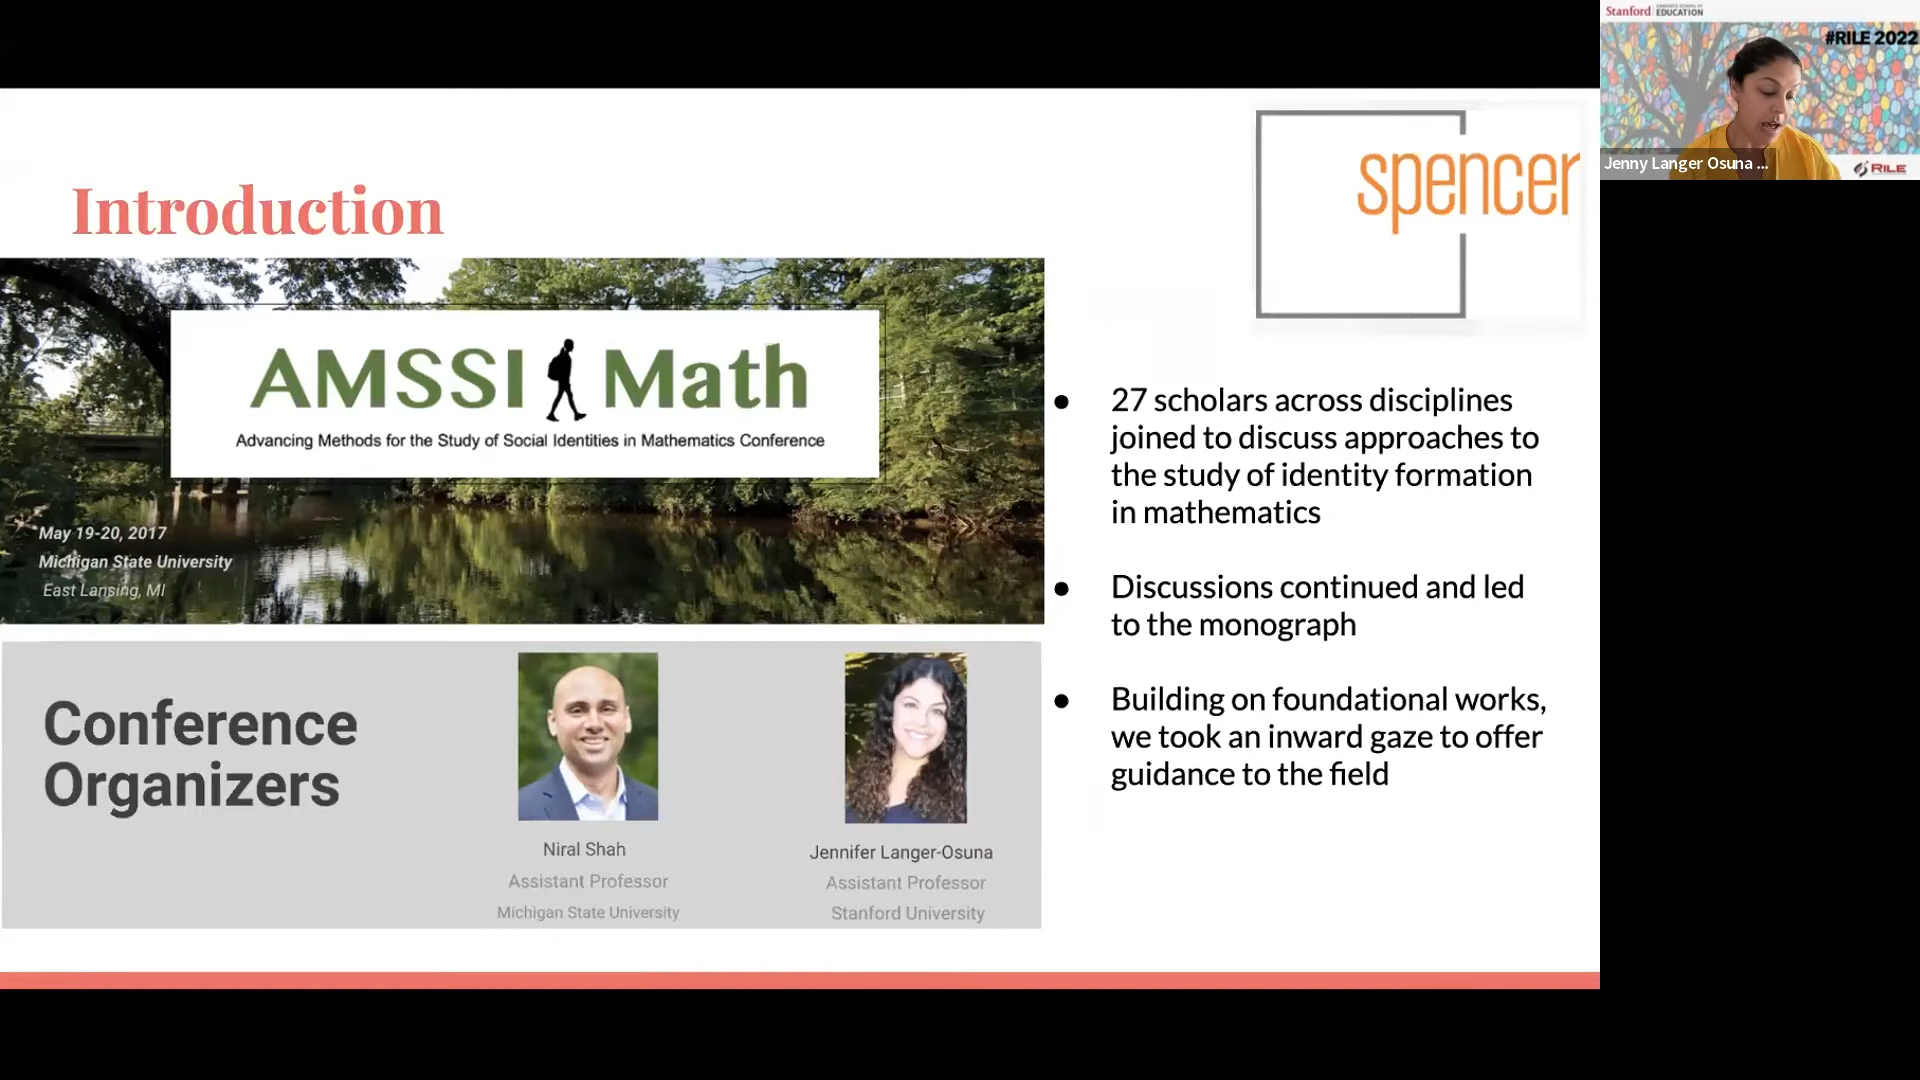 Introduction
spencer
AMSSI Math
Advancing Methods for the Study of Social Identities in Mathematics Conference
May 19-20, 2017
Michigan State University
East Lansing, MI
Conference
Organizers
Niral Shah
Assistant Professor
Michigan State University
Jennifer Langer-Osuna
Assistant Professor
Stanford University
● 27 scholars across disciplines
joined to discuss approaches to
the study of identity formation
in mathematics
● Discussions continued and led
to the monograph
● Building on foundational works,
we took an inward gaze to offer
guidance to the field
Stanford GRADUATE SCHOOL OF
EDUCATION
#RILE 2022
Jenny Langer Osuna ...
RILE